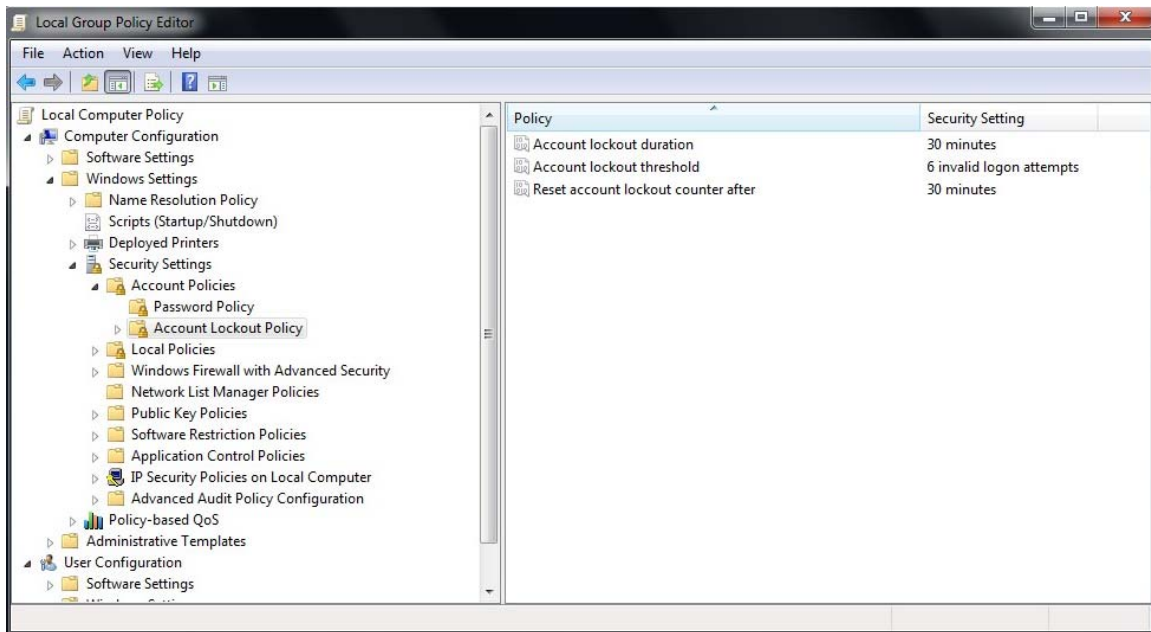 Local Group Policy Editor
File Action View Help
Local Computer Policy
Computer Configuration
Software Settings
Windows Settings
Name Resolution Policy
Scripts (Startup/Shutdown)
Deployed Printers
Security Settings
Account Policies
Password Policy
Account Lockout Policy
Local Policies
Windows Firewall with Advanced Security
Network List Manager Policies
Public Key Policies
Software Restriction Policies
Application Control Policies
IP Security Policies on Local Computer
Advanced Audit Policy Configuration
Policy-based QoS
Administrative Templates
User Configuration
Software Settings
Policy Security Setting
Account lockout duration 30 minutes
Account lockout threshold 6 invalid logon attempts
Reset account lockout counter after 30 minutes